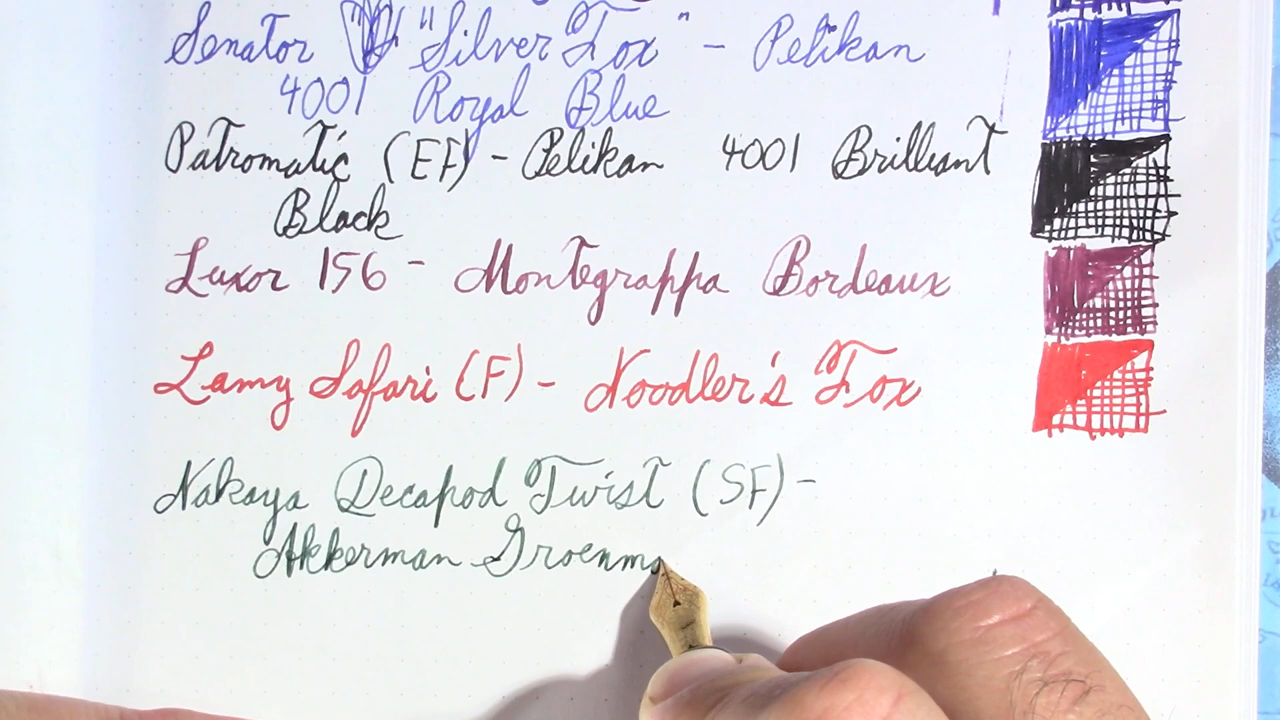 Senator "Silver Fox" - Pelikan
4001 Royal Blue
Patromatic (EF) - Pelikan 4001 Brilliant
Black
Luxor 156 - Montegrappa Bordeaux
Lamy Safari (F) - Noodler's Fox
Nakaya Decapod Twist (SF) -
Akkerman Groenma